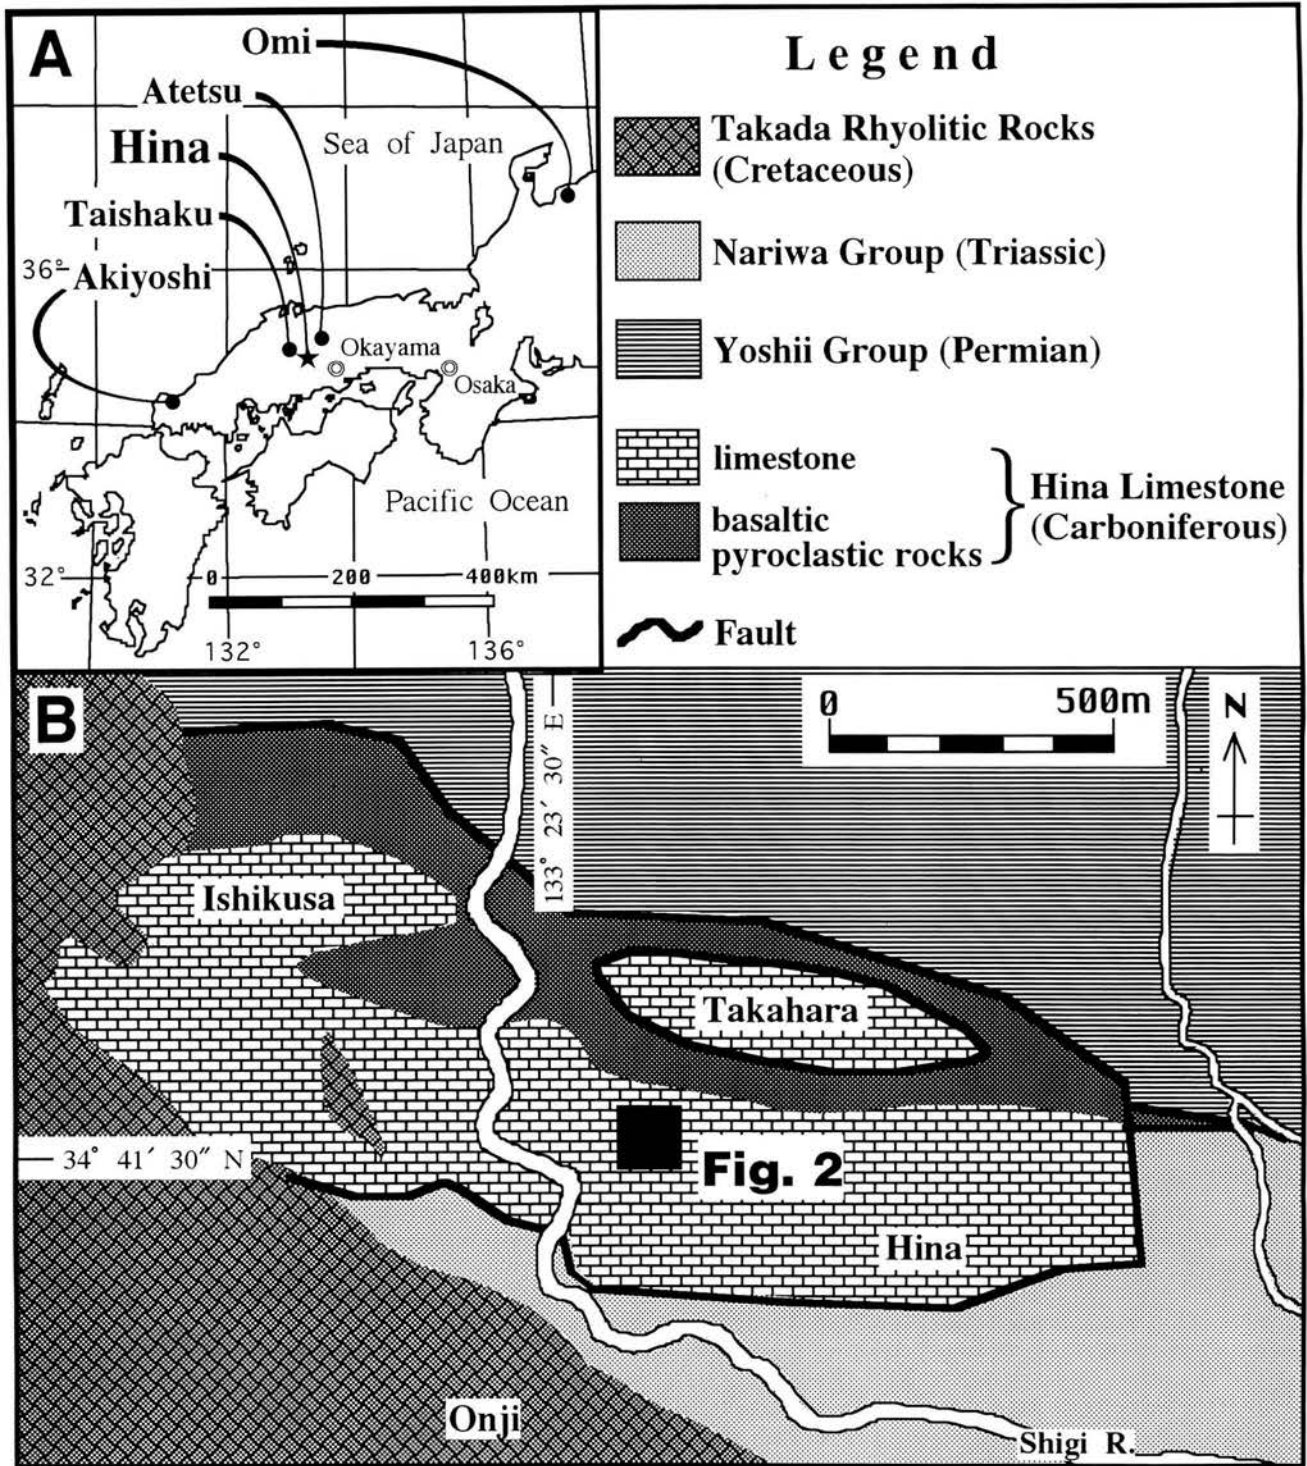 A
Omi
Atetsu
Hina
Sea of Japan
Taishaku
36°
Akiyoshi
Okayama
Osaka
Pacific Ocean
32°
0 200 400km
132° 136°
Legend
Takada Rhyolitic Rocks
(Cretaceous)
Nariwa Group (Triassic)
Yoshii Group (Permian)
limestone
basaltic
pyroclastic rocks
Hina Limestone
(Carboniferous)
Fault
B
133° 23′ 30″ E
0 500m
N
Ishikusa
Takahara
34° 41′ 30″ N
Fig. 2
Hina
Onji
Shigi R.